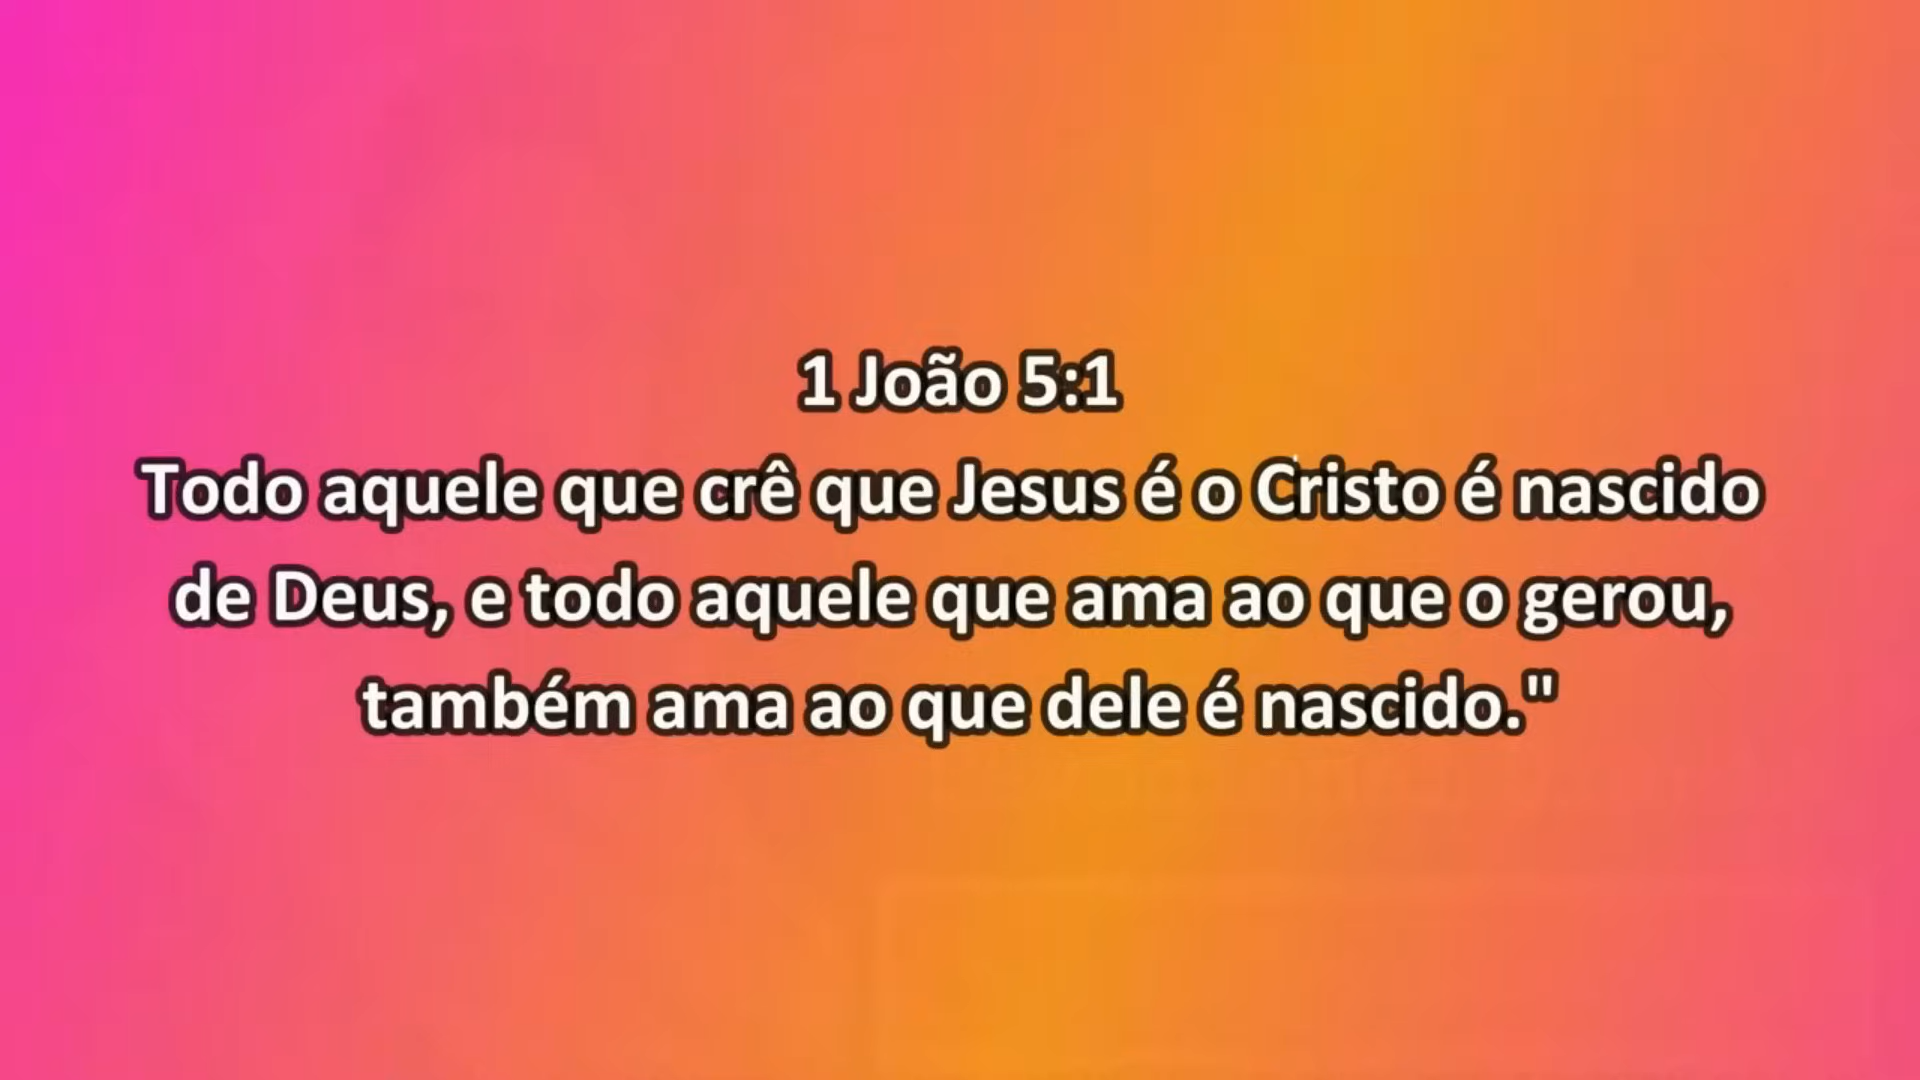 1 João 5:1
Todo aquele que crê que Jesus é o Cristo é nascido
de Deus, e todo aquele que ama ao que o gerou,
também ama ao que dele é nascido."